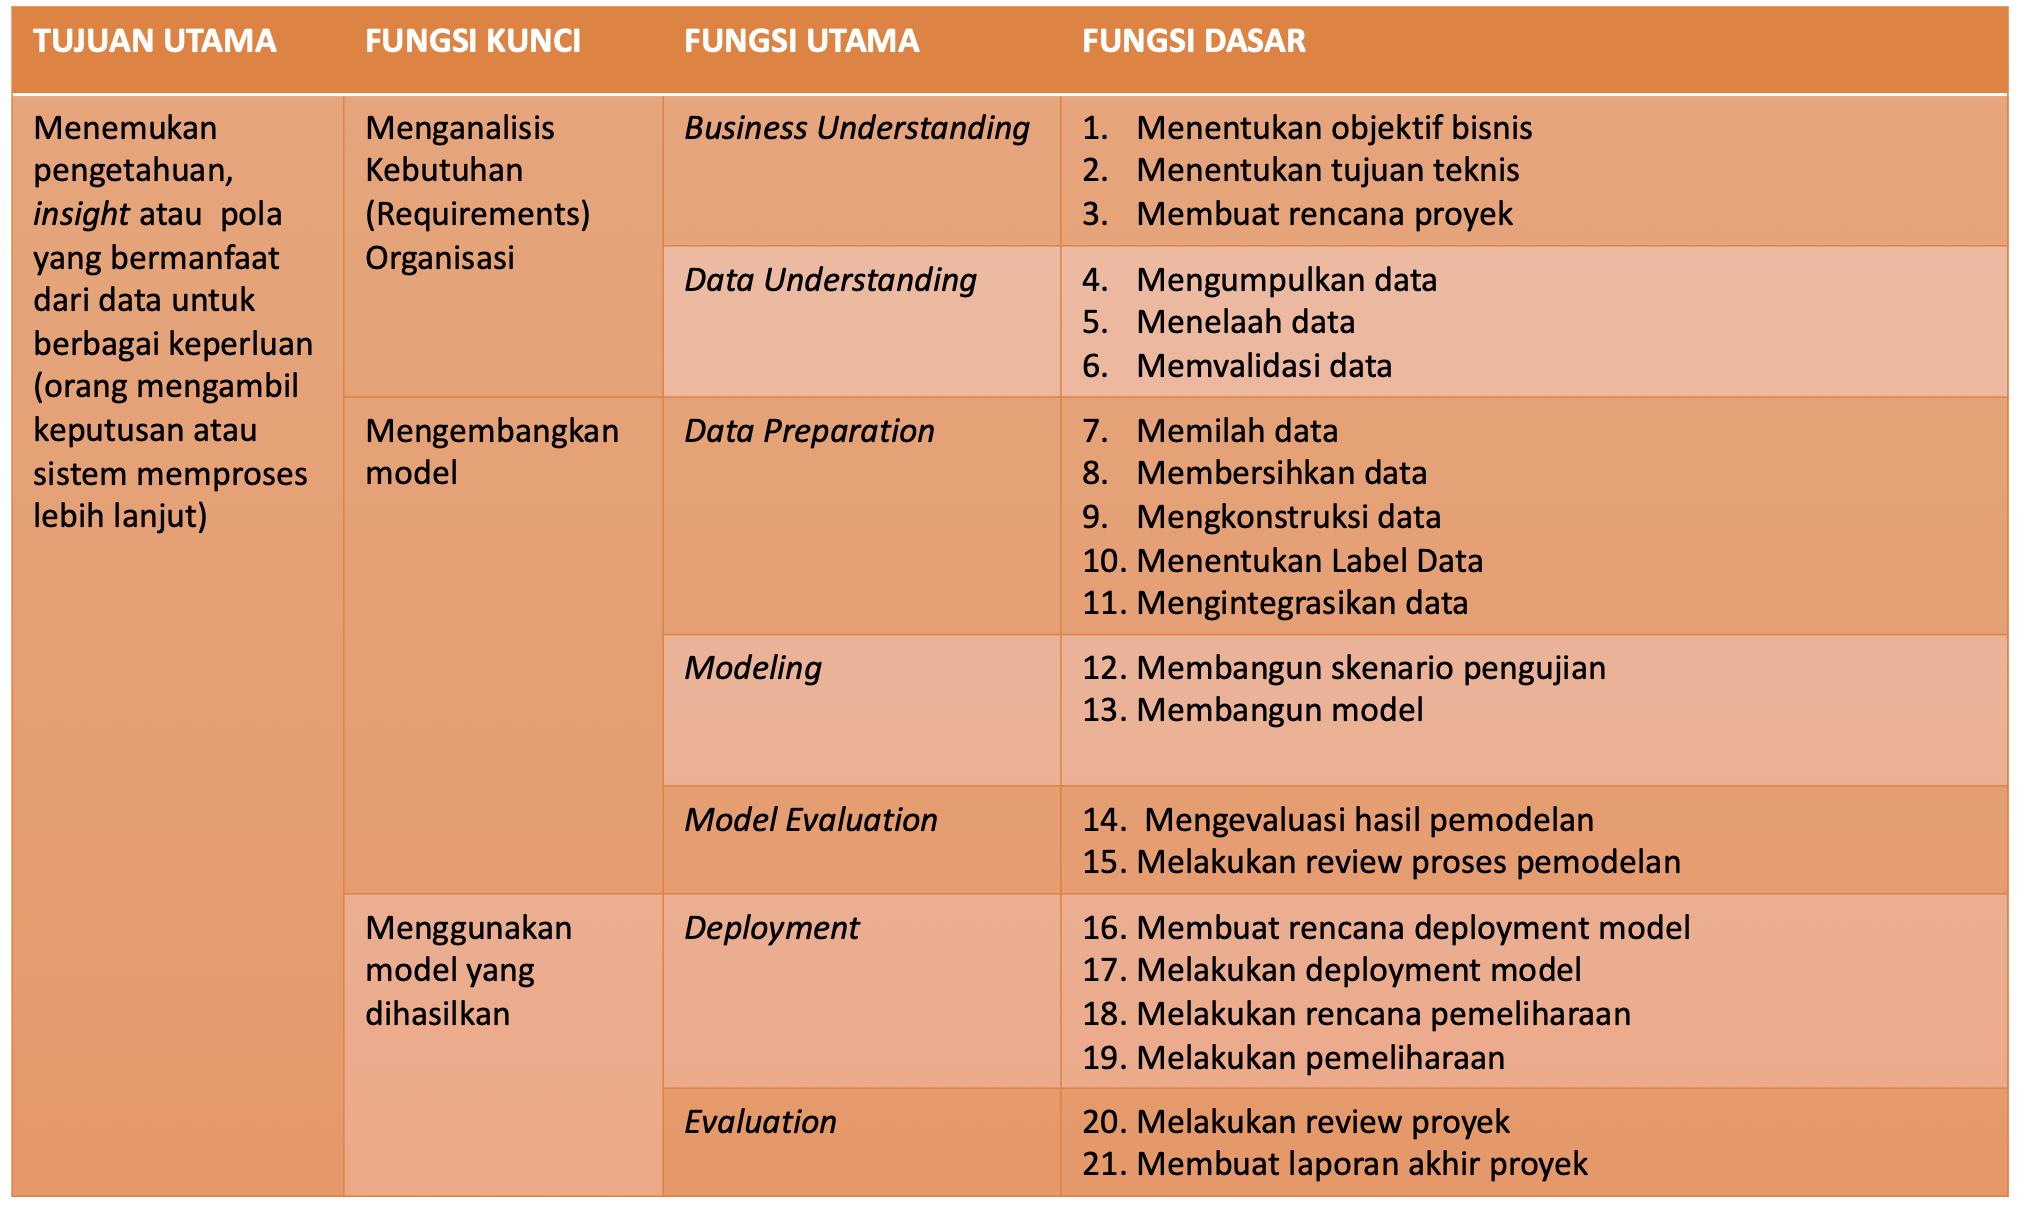 TUJUAN UTAMA
FUNGSI KUNCI
FUNGSI UTAMA
FUNGSI DASAR
Menemukan
pengetahuan,
insight atau pola
yang bermanfaat
dari data untuk
berbagai keperluan
(orang mengambil
keputusan atau
sistem memproses
lebih lanjut)
Menganalisis
Kebutuhan
(Requirements)
Organisasi
Business Understanding
1. Menentukan objektif bisnis
2. Menentukan tujuan teknis
3. Membuat rencana proyek
Data Understanding
4. Mengumpulkan data
5. Menelaah data
6. Memvalidasi data
Mengembangkan
model
Data Preparation
7. Memilah data
8. Membersihkan data
9. Mengkonstruksi data
10. Menentukan Label Data
11. Mengintegrasikan data
Modeling
12. Membangun skenario pengujian
13. Membangun model
Model Evaluation
14. Mengevaluasi hasil pemodelan
15. Melakukan review proses pemodelan
Menggunakan
model yang
dihasilkan
Deployment
16. Membuat rencana deployment model
17. Melakukan deployment model
18. Melakukan rencana pemeliharaan
19. Melakukan pemeliharaan
Evaluation
20. Melakukan review proyek
21. Membuat laporan akhir proyek